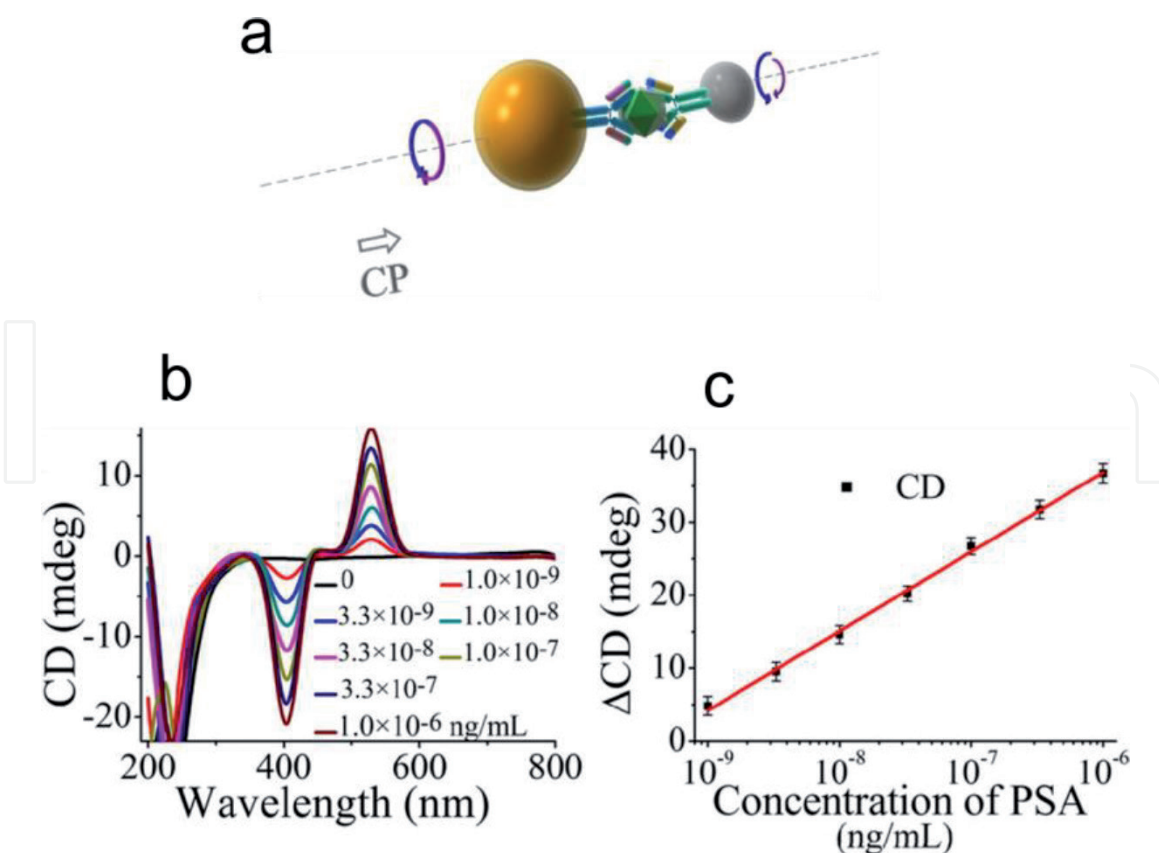 a
CP
b
CD (mdeg)
10
0
-10
-20
0
1.0×10-9
3.3×10-9
1.0×10-8
3.3×10-8
1.0×10-7
3.3×10-7
1.0×10-6 ng/mL
200 400 600 800
Wavelength (nm)
c
ΔCD (mdeg)
40
30
20
10
0
CD
10-9 10-8 10-7 10-6
Concentration of PSA
(ng/mL)